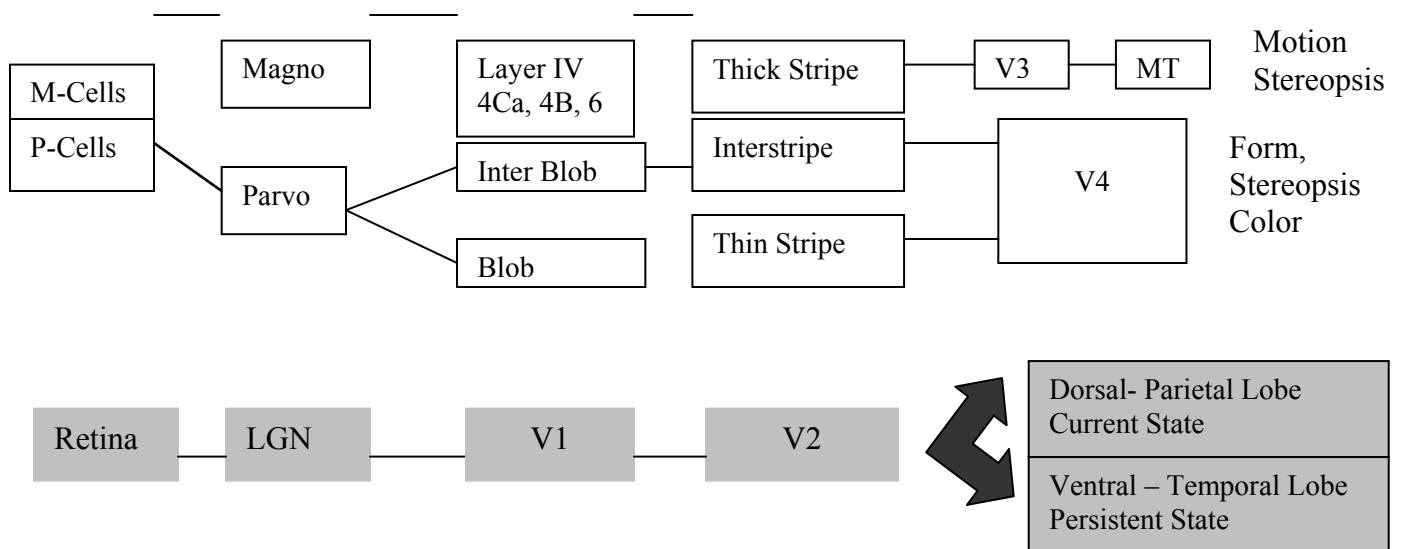 M-Cells
P-Cells
Magno
Parvo
Layer IV
4Ca, 4B, 6
Inter Blob
Blob
Thick Stripe
Interstripe
Thin Stripe
V3
MT
V4
Motion
Stereopsis
Form,
Stereopsis
Color
Retina
LGN
V1
V2
Dorsal- Parietal Lobe
Current State
Ventral – Temporal Lobe
Persistent State